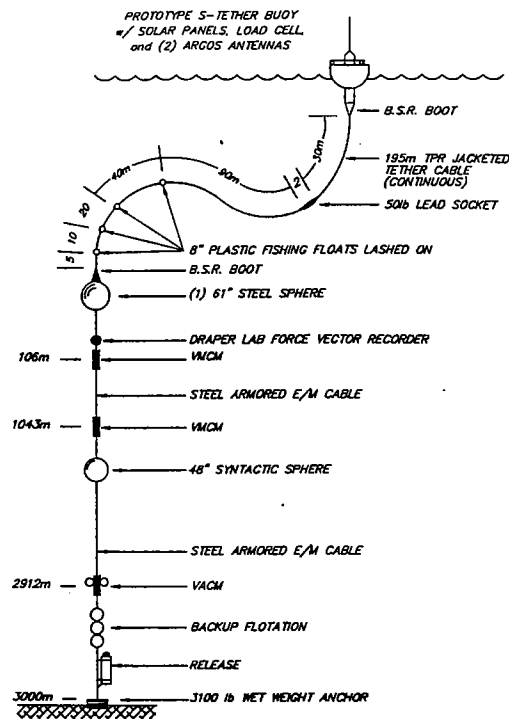 PROTOTYPE S-TETHER BUOY
w/ SOLAR PANELS, LOAD CELL,
and (2) ARGOS ANTENNAS
B.S.R. BOOT
30m
40m
90m
2
195m TPR JACKETED
TETHER CABLE
(CONTINUOUS)
50lb LEAD SOCKET
20
10
5
8" PLASTIC FISHING FLOATS LASHED ON
B.S.R. BOOT
(1) 61" STEEL SPHERE
DRAPER LAB FORCE VECTOR RECORDER
106m
VMCM
STEEL ARMORED E/M CABLE
1043m
VMCM
48" SYNTACTIC SPHERE
STEEL ARMORED E/M CABLE
2912m
VACM
BACKUP FLOTATION
RELEASE
3000m
3100 lb WET WEIGHT ANCHOR